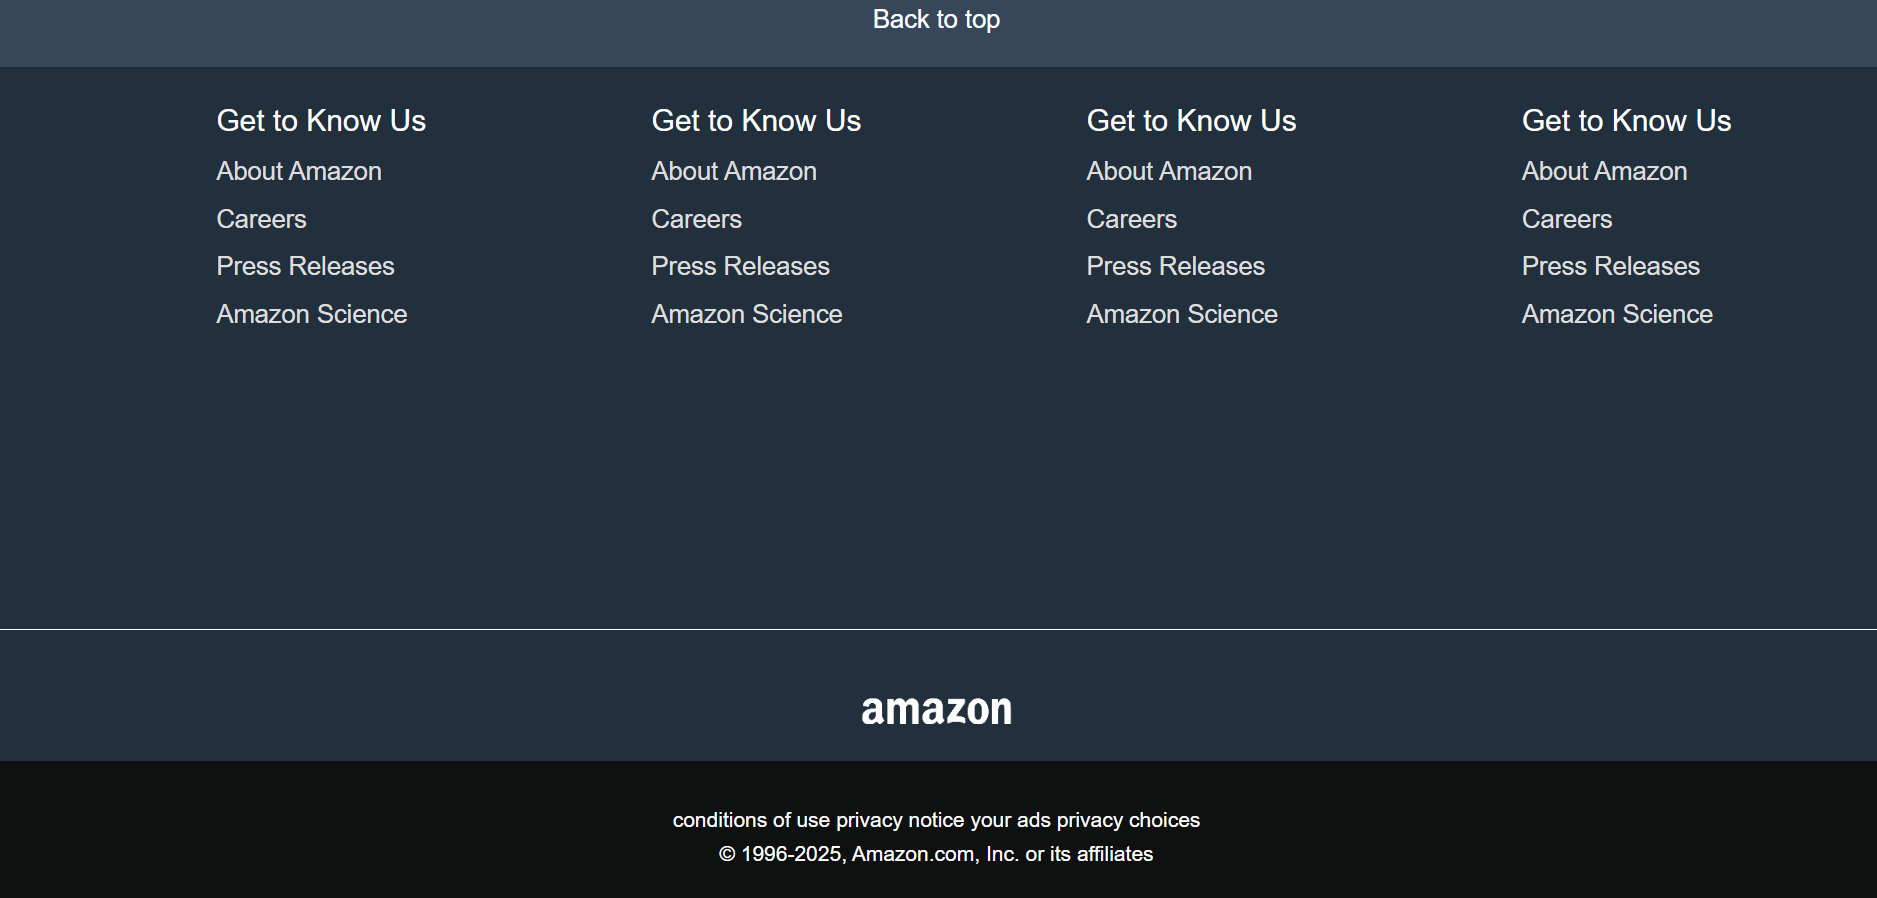 Back to top
Get to Know Us
About Amazon
Careers
Press Releases
Amazon Science
Get to Know Us
About Amazon
Careers
Press Releases
Amazon Science
Get to Know Us
About Amazon
Careers
Press Releases
Amazon Science
Get to Know Us
About Amazon
Careers
Press Releases
Amazon Science
amazon
conditions of use privacy notice your ads privacy choices
© 1996-2025, Amazon.com, Inc. or its affiliates